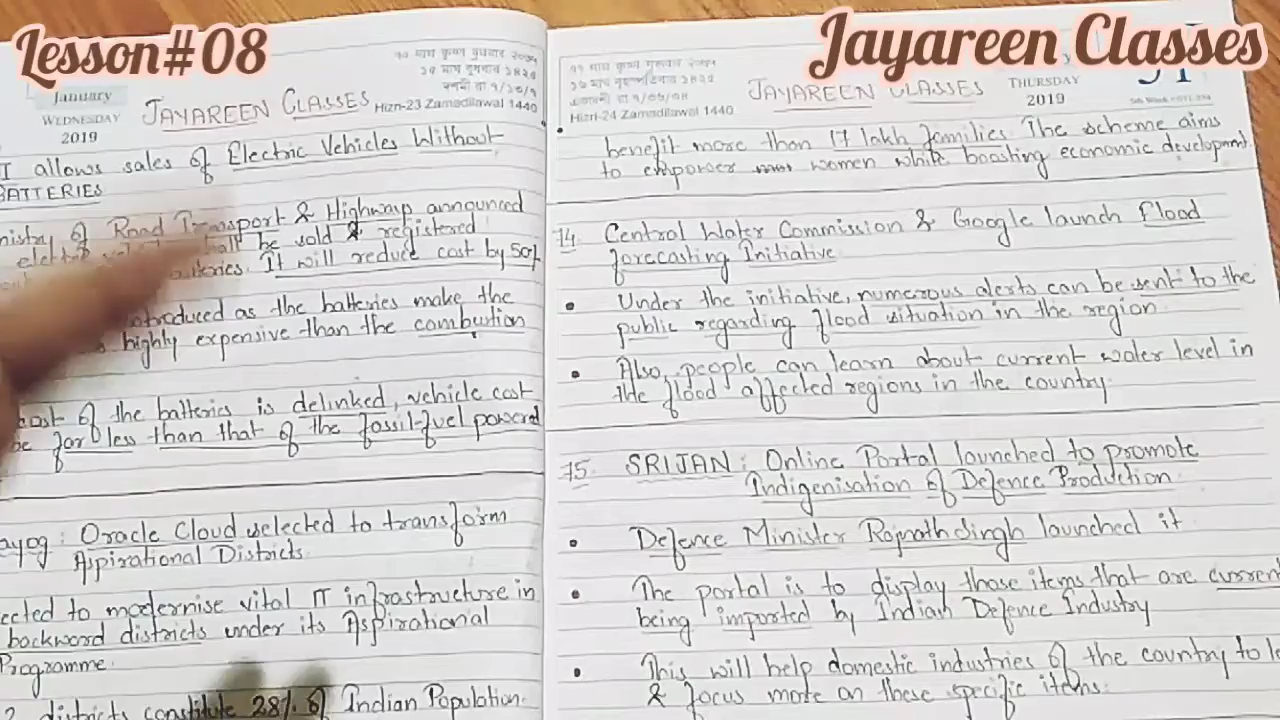 Lesson#08
Jayareen Classes
January
WEDNESDAY
2019
JAYAREEN CLASSES
Hizri-23 Zamadilawal 1440
I allows sales of Electric Vehicles Without
BATTERIES
of Road Transport & Highway announced
be sold & registered
It will reduce cost by 50%
as the batteries make the
highly expensive than the combustion
cost of the batteries is delinked, vehicle cost
far less than that of the fossil-fuel powered
ayog : Oracle Cloud selected to transform
Aspirational Districts
ected to modernise vital IT infrastructure in
backward districts under its Aspirational
Programme.
districts constitute 28% of Indian Population.
THURSDAY
2019
JAYAREEN CLASSES
Hizri-24 Zamadilawal 1440
benefit more than 17 lakh families. The scheme aims
to empower women while boosting economic development
74. Central Water Commission & Google launch Flood
forecasting Initiative
• Under the initiative, numerous alerts can be sent to the
public regarding flood situation in the region.
• Also, people can learn about current water level in
the flood affected regions in the country.
75. SRIJAN : Online Portal launched to promote
Indigenisation of Defence Production
• Defence Minister Rajnath Singh launched it
• The portal is to display those items that are current
being imported by Indian Defence Industry
• This will help domestic industries of the country to l
& focus more on these specific items.